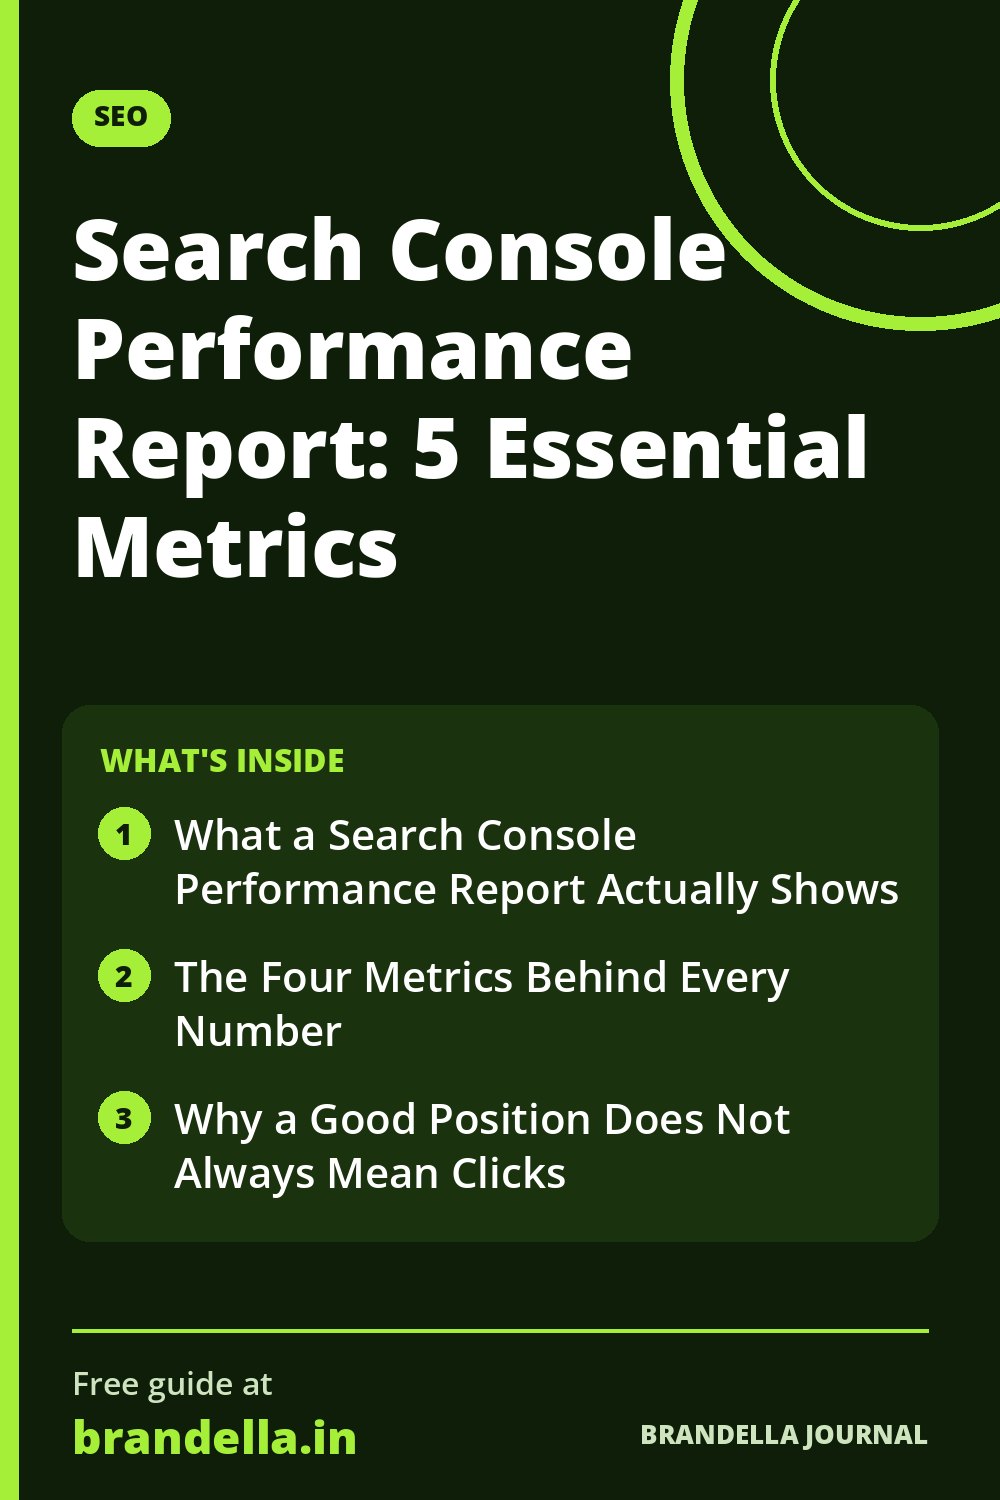 SEO
Search Console
Performance
Report: 5 Essential
Metrics
WHAT'S INSIDE
1 What a Search Console
Performance Report Actually Shows
2 The Four Metrics Behind Every
Number
3 Why a Good Position Does Not
Always Mean Clicks
Free guide at
brandella.in
BRANDELLA JOURNAL